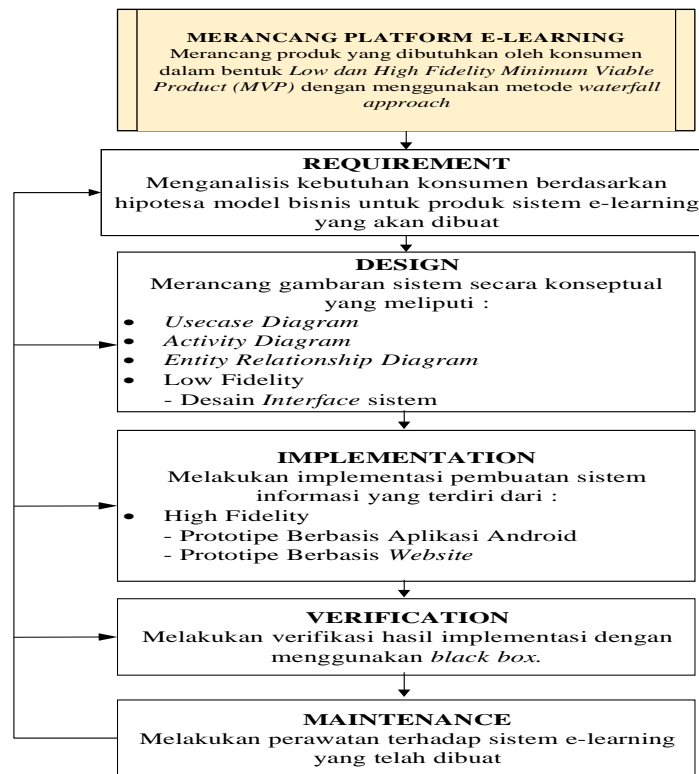 MERANCANG PLATFORM E-LEARNING
Merancang produk yang dibutuhkan oleh konsumen
dalam bentuk Low dan High Fidelity Minimum Viable
Product (MVP) dengan menggunakan metode waterfall
approach
REQUIREMENT
Menganalisis kebutuhan konsumen berdasarkan
hipotesa model bisnis untuk produk sistem e-learning
yang akan dibuat
DESIGN
Merancang gambaran sistem secara konseptual
yang meliputi :
• Usecase Diagram
• Activity Diagram
• Entity Relationship Diagram
• Low Fidelity
- Desain Interface sistem
IMPLEMENTATION
Melakukan implementasi pembuatan sistem
informasi yang terdiri dari :
• High Fidelity
- Prototipe Berbasis Aplikasi Android
- Prototipe Berbasis Website
VERIFICATION
Melakukan verifikasi hasil implementasi dengan
menggunakan black box.
MAINTENANCE
Melakukan perawatan terhadap sistem e-learning
yang telah dibuat